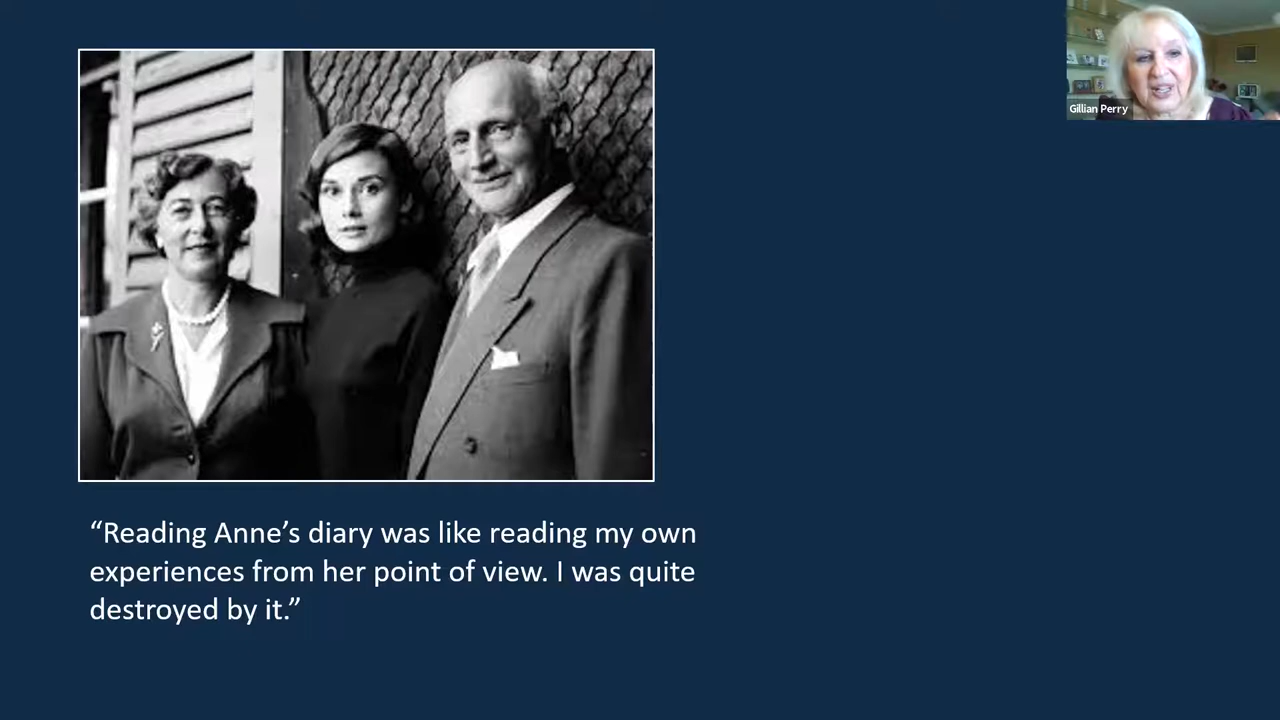 Gillian Perry
“Reading Anne’s diary was like reading my own
experiences from her point of view. I was quite
destroyed by it.”